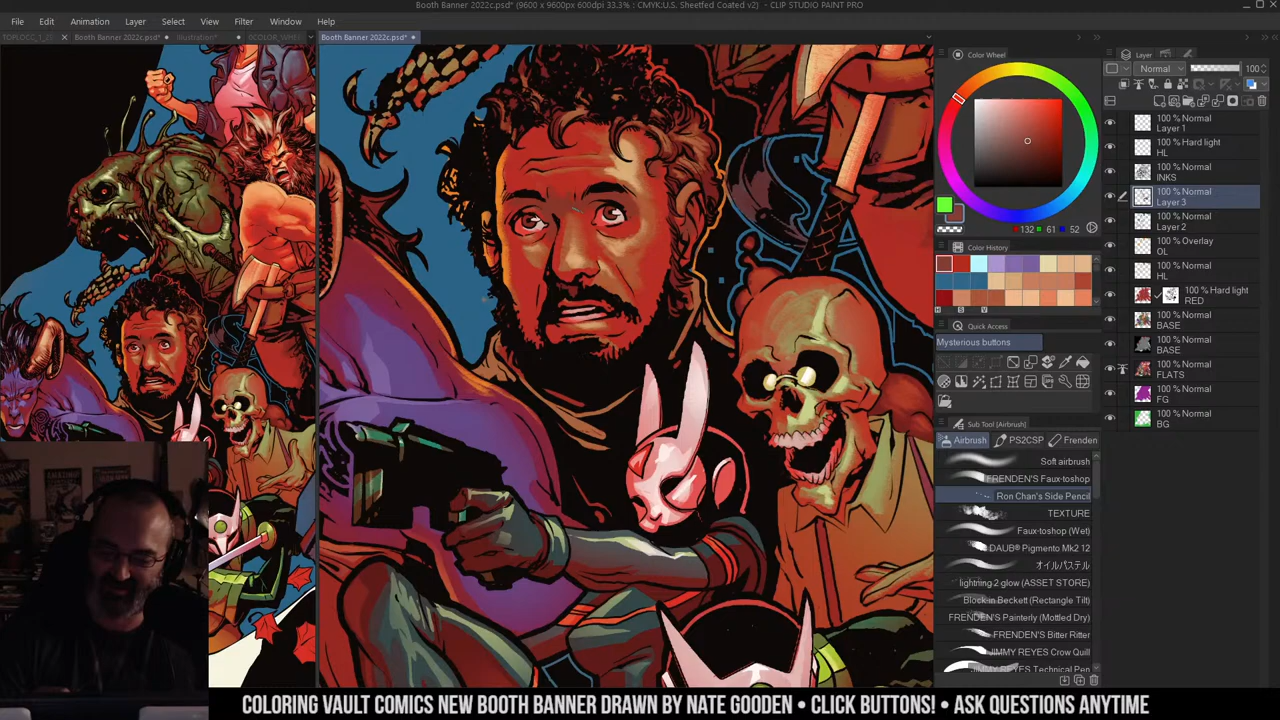 Booth Banner 2022c.psd* (9600 x 9600px 600dpi 33.3% : CMYK:U.S. Sheetfed Coated v2) - CLIP STUDIO PAINT PRO
File Edit Animation Layer Select View Filter Window Help
Booth Banner 2022c.psd* Illustration* Booth Banner 2022c.psd*
Color Wheel
132 61 52
Color History
H S V
Quick Access
Mysterious buttons
Sub Tool (Airbrush)
Airbrush PS2CSP Frenden
Soft airbrush
FRENDEN'S Faux-toshop
Ron Chan's Side Pencil
TEXTURE
Faux-toshop (Wet)
DAUB® Pigmento Mk2 12
オイルパステル
lightning 2 glow (ASSET STORE)
Block-in Beckett (Rectangle Tilt)
FRENDEN'S Painterly (Mottled Dry)
FRENDEN'S Bitter Ritter
JIMMY REYES Crow Quill
JIMMY REYES Technical Pen
Layer
Normal 100
100 % Normal
Layer 1
100 % Hard light
HL
100 % Normal
INKS
100 % Normal
Layer 3
100 % Normal
Layer 2
100 % Overlay
OL
100 % Normal
HL
100 % Hard light
RED
100 % Normal
BASE
100 % Normal
BASE
100 % Normal
FLATS
100 % Normal
FG
100 % Normal
BG
COLORING VAULT COMICS NEW BOOTH BANNER DRAWN BY NATE GOODEN • CLICK BUTTONS! • ASK QUESTIONS ANYTIME